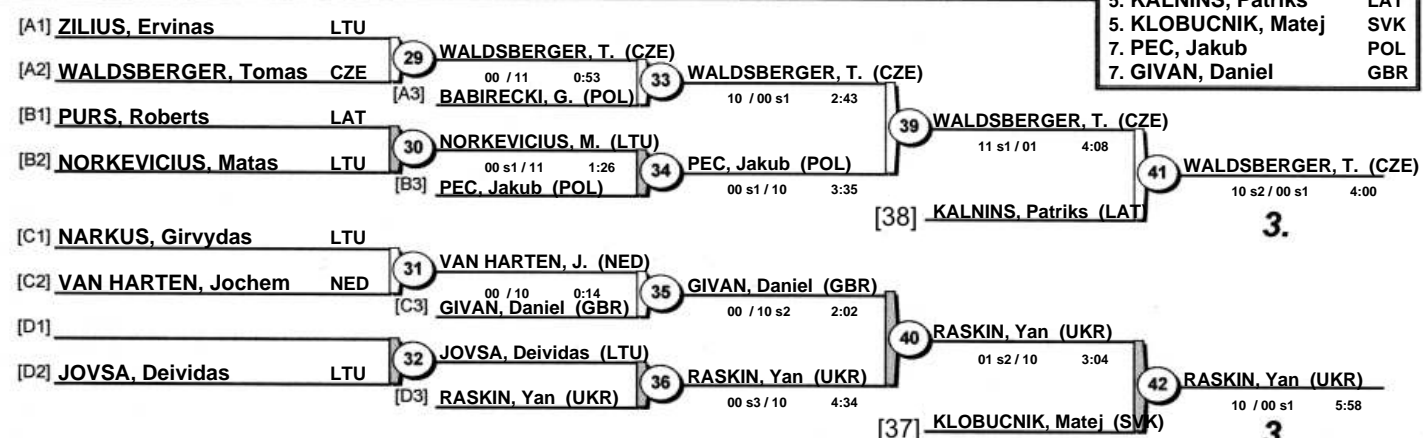 5. KALNINS, Patriks LAT
5. KLOBUCNIK, Matej SVK
7. PEC, Jakub POL
7. GIVAN, Daniel GBR
[A1] ZILIUS, Ervinas LTU
29
WALDSBERGER, T. (CZE)
[A2] WALDSBERGER, Tomas CZE
00 / 11 0:53
33
WALDSBERGER, T. (CZE)
[A3] BABIRECKI, G. (POL)
10 / 00 s1 2:43
[B1] PURS, Roberts LAT
39
WALDSBERGER, T. (CZE)
30
NORKEVICIUS, M. (LTU)
11 s1 / 01 4:08
[B2] NORKEVICIUS, Matas LTU
00 s1 / 11 1:26
34
PEC, Jakub (POL)
41
WALDSBERGER, T. (CZE)
[B3] PEC, Jakub (POL)
00 s1 / 10 3:35
10 s2 / 00 s1 4:00
[38] KALNINS, Patriks (LAT)
3.
[C1] NARKUS, Girvydas LTU
31
VAN HARTEN, J. (NED)
[C2] VAN HARTEN, Jochem NED
00 / 10 0:14
35
GIVAN, Daniel (GBR)
[C3] GIVAN, Daniel (GBR)
00 / 10 s2 2:02
[D1]
40
RASKIN, Yan (UKR)
32
JOVSA, Deividas (LTU)
01 s2 / 10 3:04
[D2] JOVSA, Deividas LTU
36
RASKIN, Yan (UKR)
42
RASKIN, Yan (UKR)
[D3] RASKIN, Yan (UKR)
00 s3 / 10 4:34
10 / 00 s1 5:58
[37] KLOBUCNIK, Matej (SVK)
3